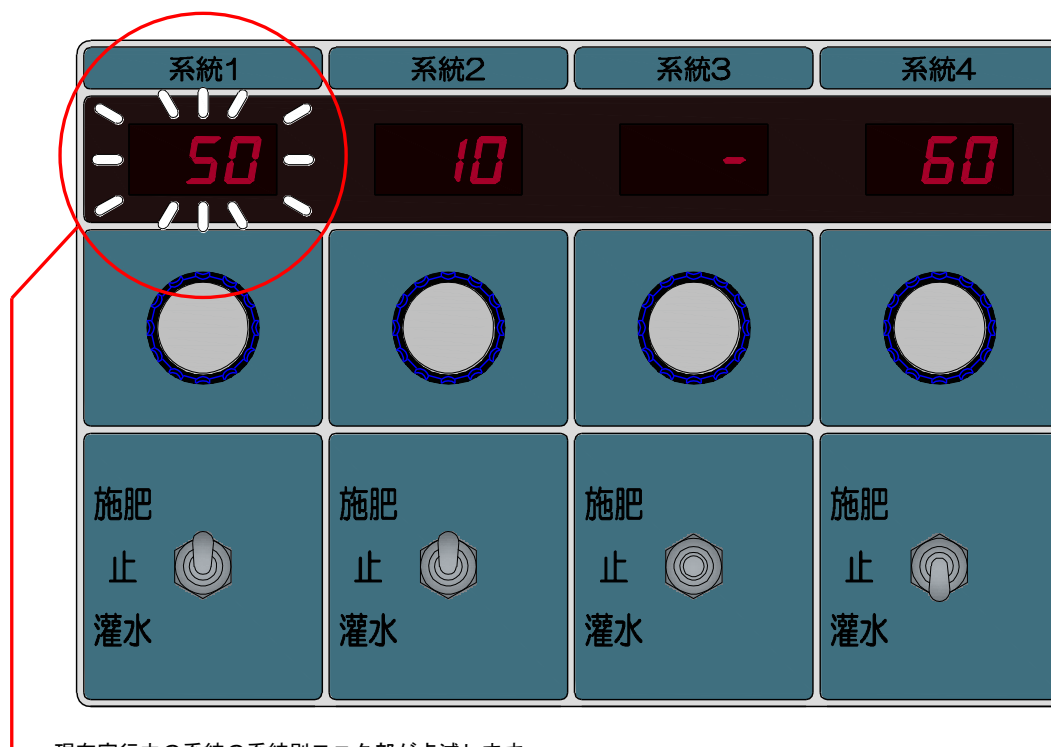 系統1 系統2 系統3 系統4
50 10 - 60
施肥 施肥 施肥 施肥
止 止 止 止
灌水 灌水 灌水 灌水